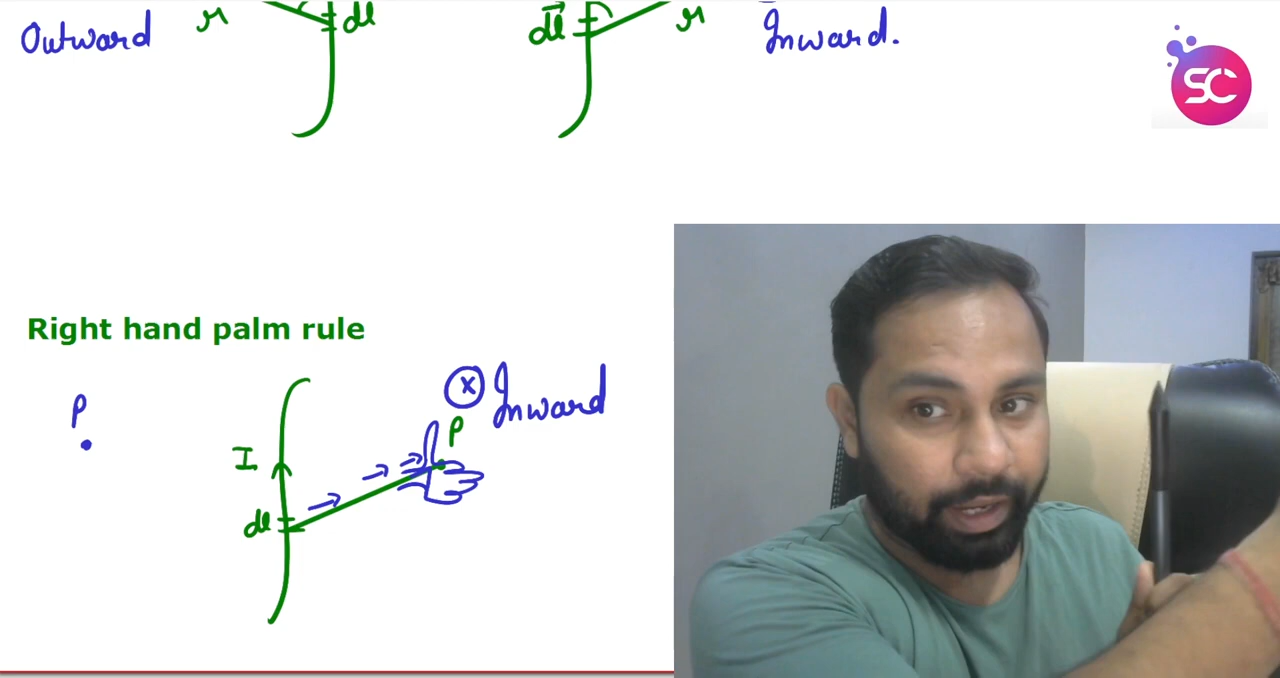 Outward r dl
dl r Inward.
SC
Right hand palm rule
P
I
dl
P
x Inward